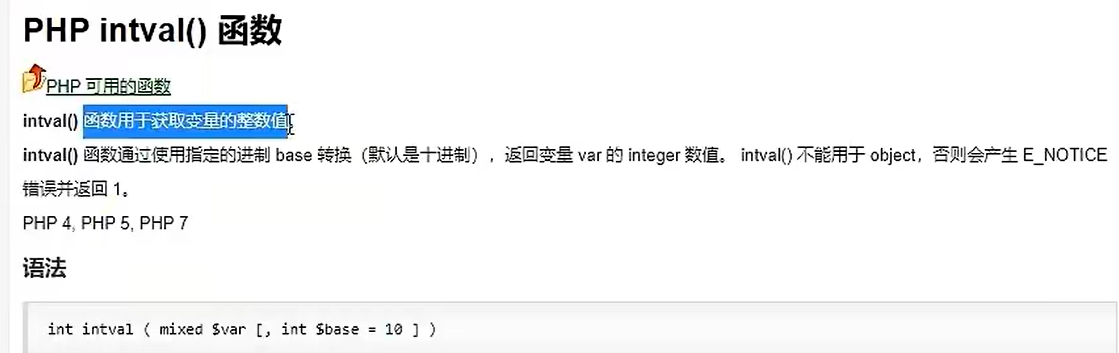 PHP intval() 函数
PHP 可用的函数
intval() 函数用于获取变量的整数值。
intval() 函数通过使用指定的进制 base 转换（默认是十进制），返回变量 var 的 integer 数值。 intval() 不能用于 object，否则会产生 E_NOTICE
错误并返回 1。
PHP 4, PHP 5, PHP 7
语法
int intval ( mixed $var [, int $base = 10 ] )